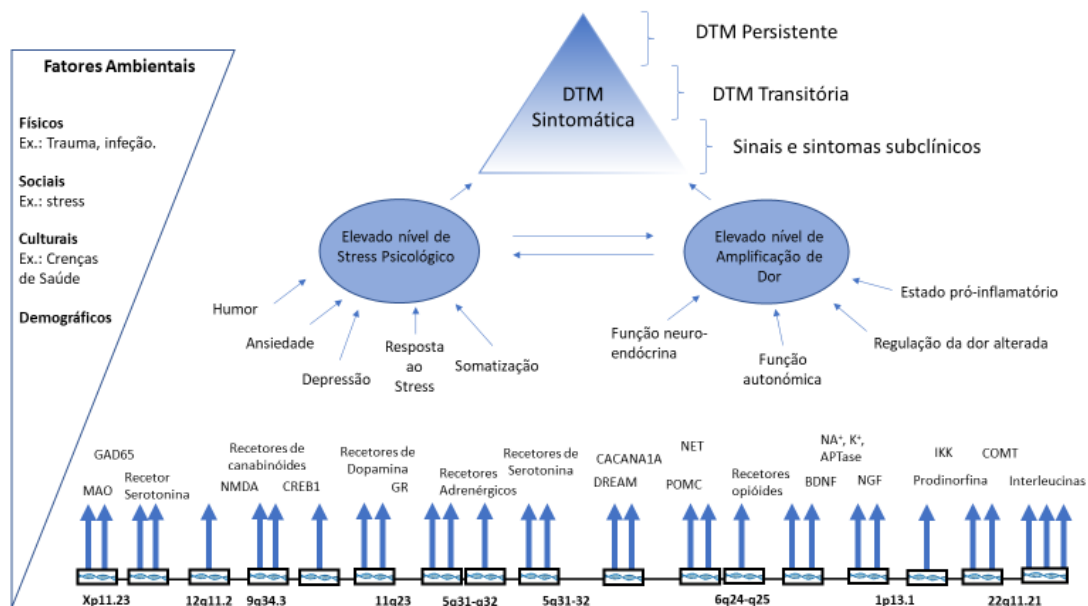 Fatores Ambientais
Físicos
Ex.: Trauma, infeção.
Sociais
Ex.: stress
Culturais
Ex.: Crenças
de Saúde
Demográficos
DTM
Sintomática
DTM Persistente
DTM Transitória
Sinais e sintomas subclínicos
Elevado nível de
Stress Psicológico
Elevado nível de
Amplificação de
Dor
Humor
Ansiedade
Depressão
Resposta
ao
Stress
Somatização
Função neuro-
endócrina
Função
autonómica
Regulação da dor alterada
Estado pró-inflamatório
GAD65
MAO
Recetor
Serotonina
NMDA
Recetores de
canabinóides
CREB1
Recetores de
Dopamina
GR
Recetores
Adrenérgicos
Recetores de
Serotonina
CACANA1A
DREAM
NET
POMC
Recetores
opióides
NA⁺, K⁺,
APTase
BDNF
NGF
IKK
Prodinorfina
COMT
Interleucinas
Xp11.23
12q11.2
9q34.3
11q23
5q31-q32
5q31-32
6q24-q25
1p13.1
22q11.21